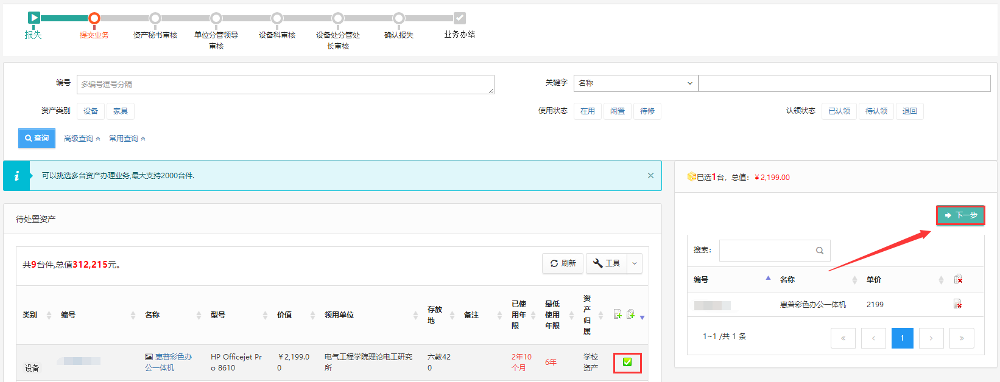 报失
提交业务
资产秘书审核
单位分管领导
审核
设备科审核
设备处分管处
长审核
确认报失
业务办结
编号
多编号逗号分隔
关键字
名称
资产类别
设备
家具
使用状态
在用
闲置
待修
认领状态
已认领
待认领
退回
查询
高级查询
常用查询
可以挑选多台资产办理业务,最大支持2000台件.
已选1台，总值：￥2,199.00
下一步
待处置资产
共9台件,总值312,215元。
刷新
工具
搜索：
编号
名称
单价
惠普彩色办公一体机
2199
1~1 /共 1 条
«
‹
1
›
»
类别
编号
名称
型号
价值
领用单位
存放
地
备注
已使
用年
限
最低
使用
年限
资
产
归
属
设备
惠普彩色办
公一体机
HP Officejet Pr
o 8610
￥2,199.0
0
电气工程学院理论电工研究
所
六教42
0
2年10
个月
6年
学校
资产